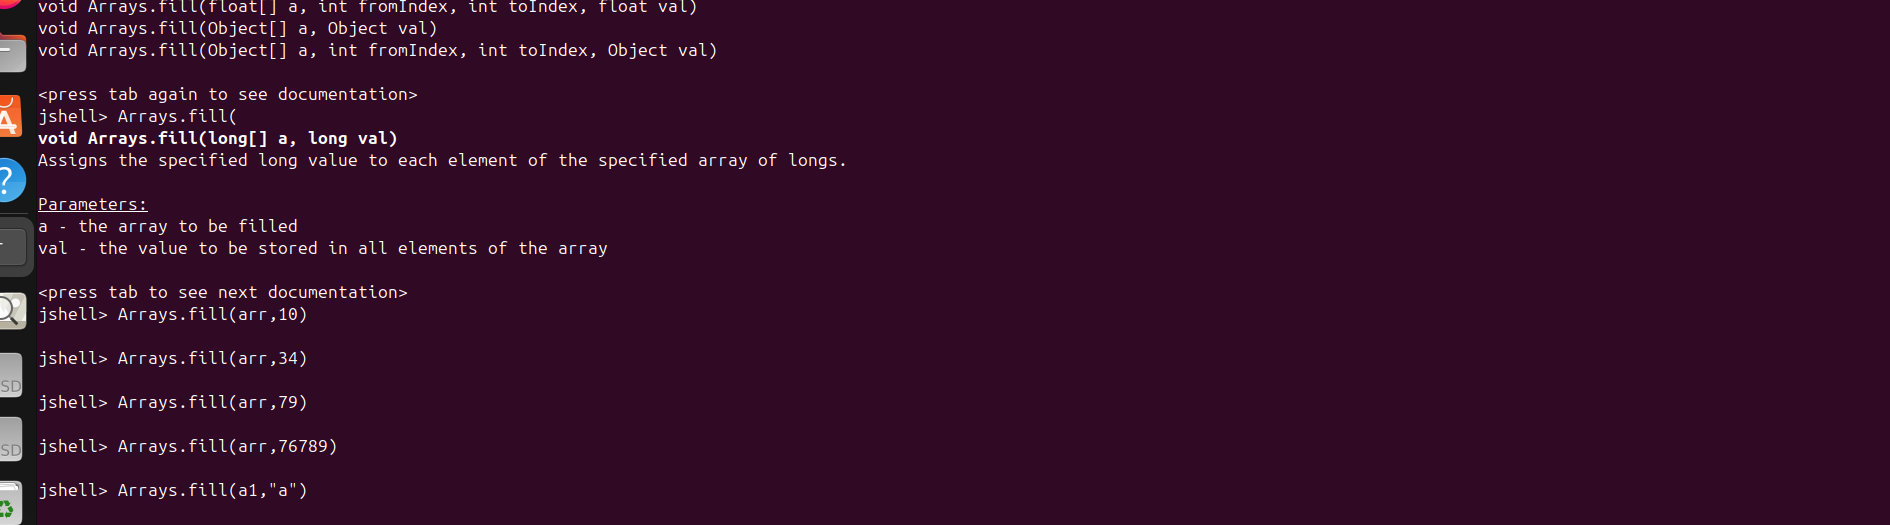 void Arrays.fill(float[] a, int fromIndex, int toIndex, float val)
void Arrays.fill(Object[] a, Object val)
void Arrays.fill(Object[] a, int fromIndex, int toIndex, Object val)
<press tab again to see documentation>
jshell> Arrays.fill(
void Arrays.fill(long[] a, long val)
Assigns the specified long value to each element of the specified array of longs.
Parameters:
a - the array to be filled
val - the value to be stored in all elements of the array
<press tab to see next documentation>
jshell> Arrays.fill(arr,10)
jshell> Arrays.fill(arr,34)
jshell> Arrays.fill(arr,79)
jshell> Arrays.fill(arr,76789)
jshell> Arrays.fill(a1,"a")
?
SD
SD